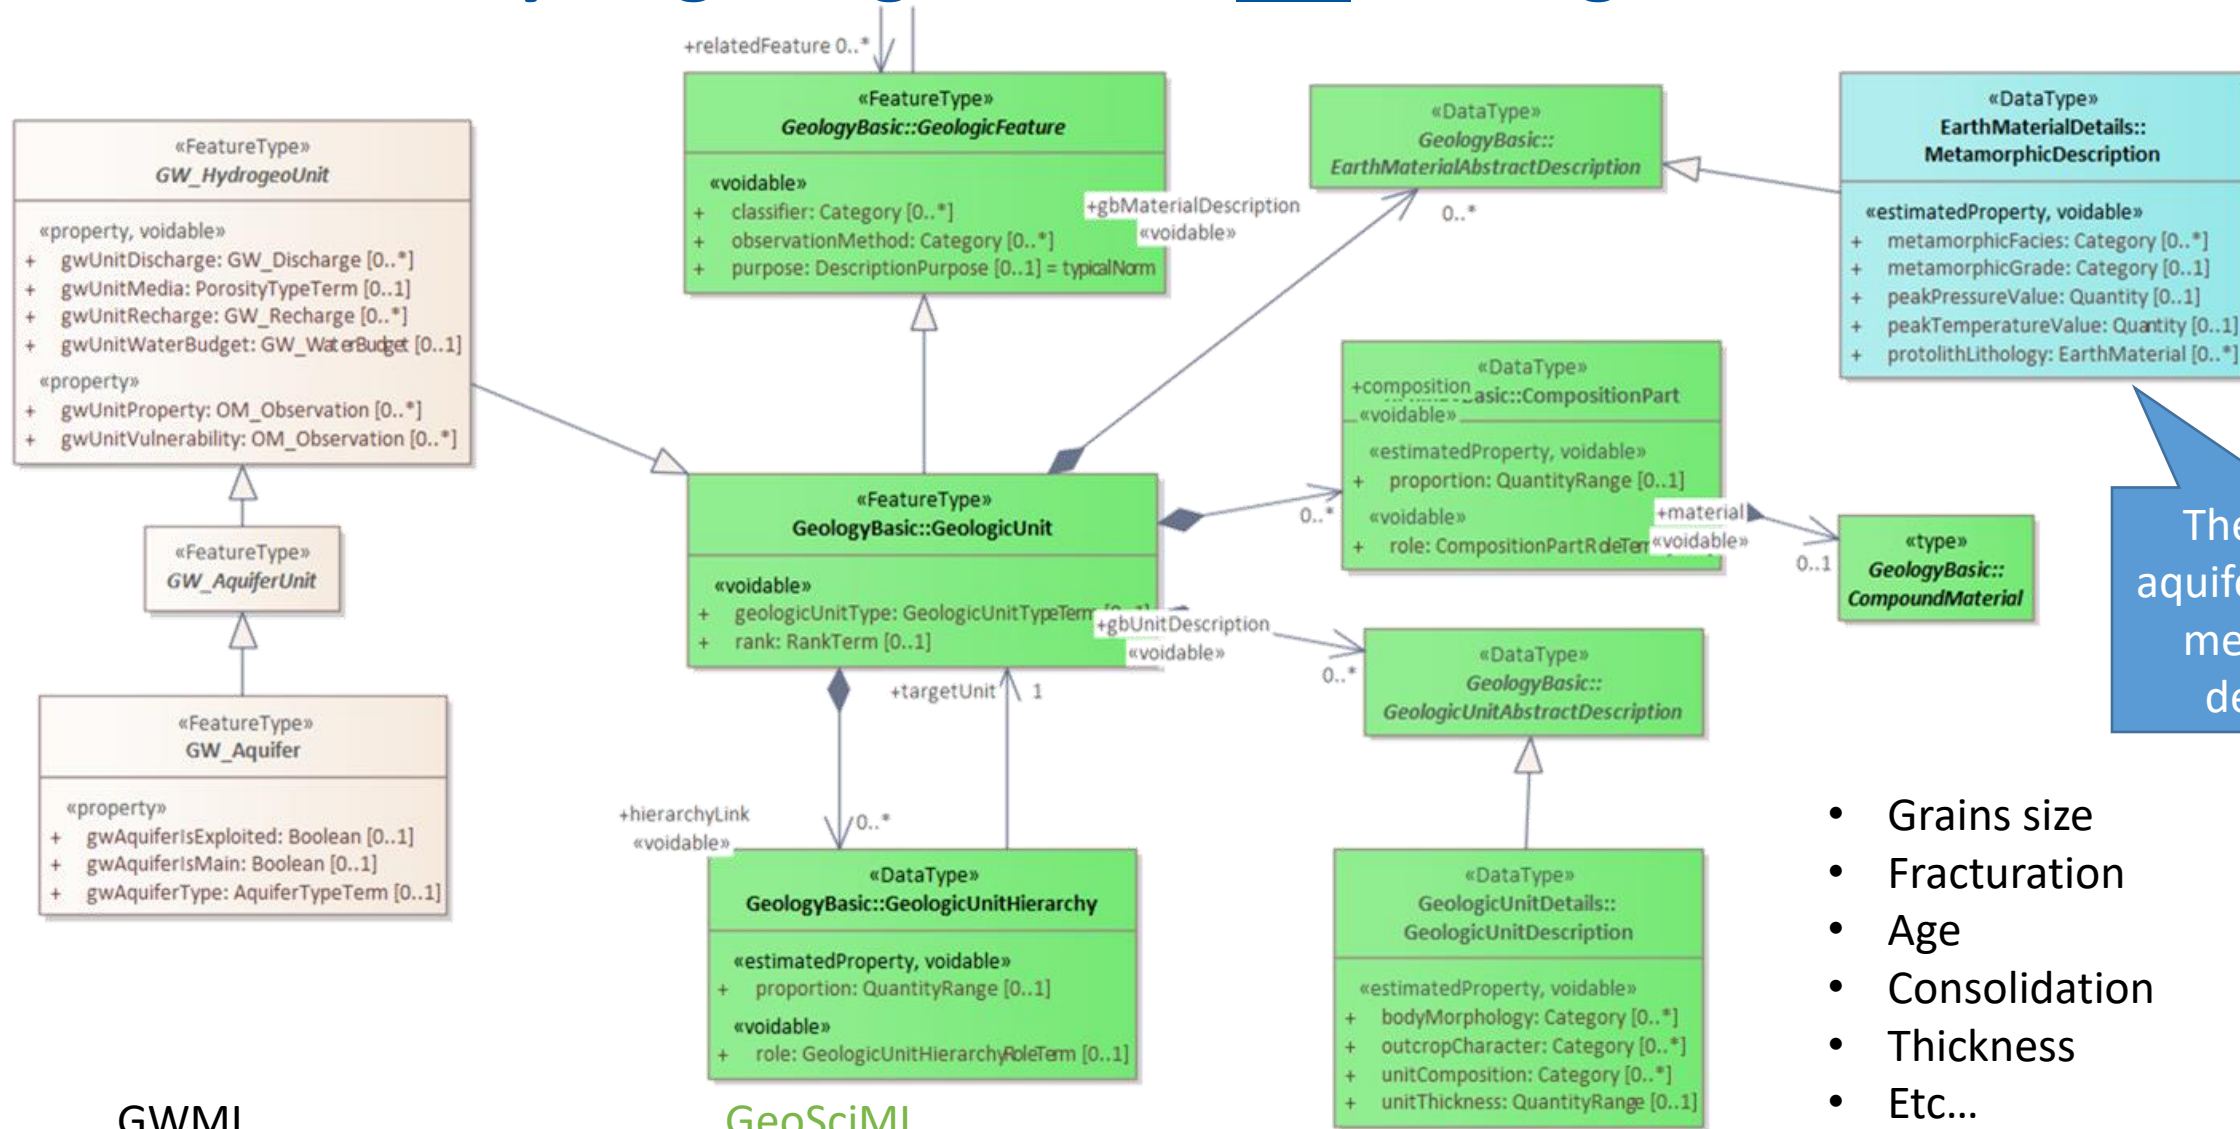 +relatedFeature 0..*
«FeatureType»
GeologyBasic::GeologicFeature
«voidable»
+ classifier: Category [0..*]
+ observationMethod: Category [0..*]
+ purpose: DescriptionPurpose [0..1] = typicalNorm
+gbMaterialDescription
«voidable»
0..*
«DataType»
GeologyBasic::
EarthMaterialAbstractDescription
«DataType»
EarthMaterialDetails::
MetamorphicDescription
«estimatedProperty, voidable»
+ metamorphicFacies: Category [0..*]
+ metamorphicGrade: Category [0..1]
+ peakPressureValue: Quantity [0..1]
+ peakTemperatureValue: Quantity [0..1]
+ protolithLithology: EarthMaterial [0..*]
«FeatureType»
GW_HydrogeoUnit
«property, voidable»
+ gwUnitDischarge: GW_Discharge [0..*]
+ gwUnitMedia: PorosityTypeTerm [0..1]
+ gwUnitRecharge: GW_Recharge [0..*]
+ gwUnitWaterBudget: GW_WaterBudget [0..1]
«property»
+ gwUnitProperty: OM_Observation [0..*]
+ gwUnitVulnerability: OM_Observation [0..*]
«FeatureType»
GW_AquiferUnit
«FeatureType»
GW_Aquifer
«property»
+ gwAquiferIsExploited: Boolean [0..1]
+ gwAquiferIsMain: Boolean [0..1]
+ gwAquiferType: AquiferTypeTerm [0..1]
«FeatureType»
GeologyBasic::GeologicUnit
«voidable»
+ geologicUnitType: GeologicUnitTypeTerm [0..1]
+ rank: RankTerm [0..1]
+composition
«voidable»
0..*
«DataType»
asic::CompositionPart
«estimatedProperty, voidable»
+ proportion: QuantityRange [0..1]
«voidable»
+ role: CompositionPartRoleTerm
+material
«voidable»
0..1
«type»
GeologyBasic::
CompoundMaterial
+gbUnitDescription
«voidable»
0..*
«DataType»
GeologyBasic::
GeologicUnitAbstractDescription
+targetUnit 1
+hierarchyLink
«voidable»
0..*
«DataType»
GeologyBasic::GeologicUnitHierarchy
«estimatedProperty, voidable»
+ proportion: QuantityRange [0..1]
«voidable»
+ role: GeologicUnitHierarchyRoleTerm [0..1]
«DataType»
GeologicUnitDetails::
GeologicUnitDescription
«estimatedProperty, voidable»
+ bodyMorphology: Category [0..*]
+ outcropCharacter: Category [0..*]
+ unitComposition: Category [0..*]
+ unitThickness: QuantityRange [0..1]
The
aquife
me
de
• Grains size
• Fracturation
• Age
• Consolidation
• Thickness
• Etc...
GWML
GeoSciML